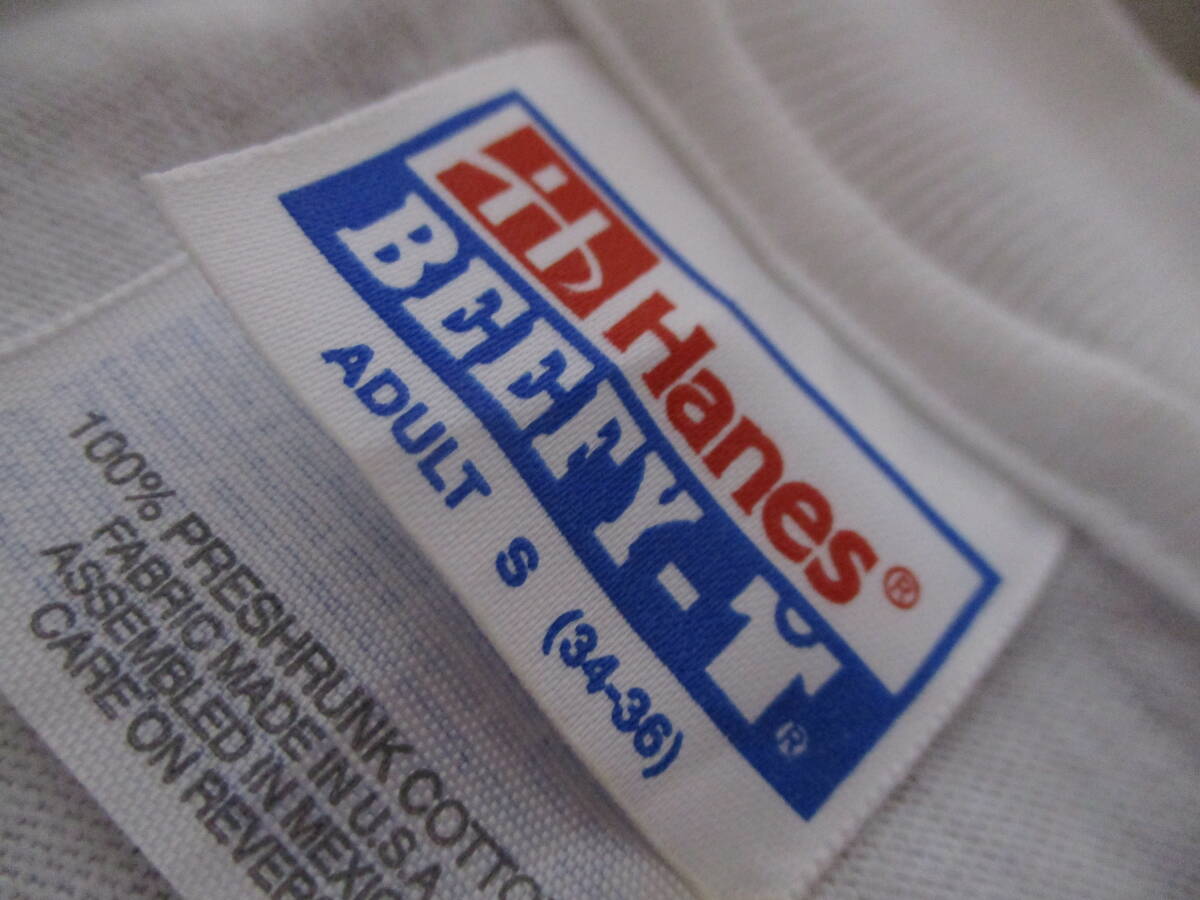 Hanes®
BEEFY-T®
ADULT S (34-36)
100% PRESHRUNK COTTO
FABRIC MADE IN U.S.A
ASSEMBLED IN MEXIC
CARE ON REVER